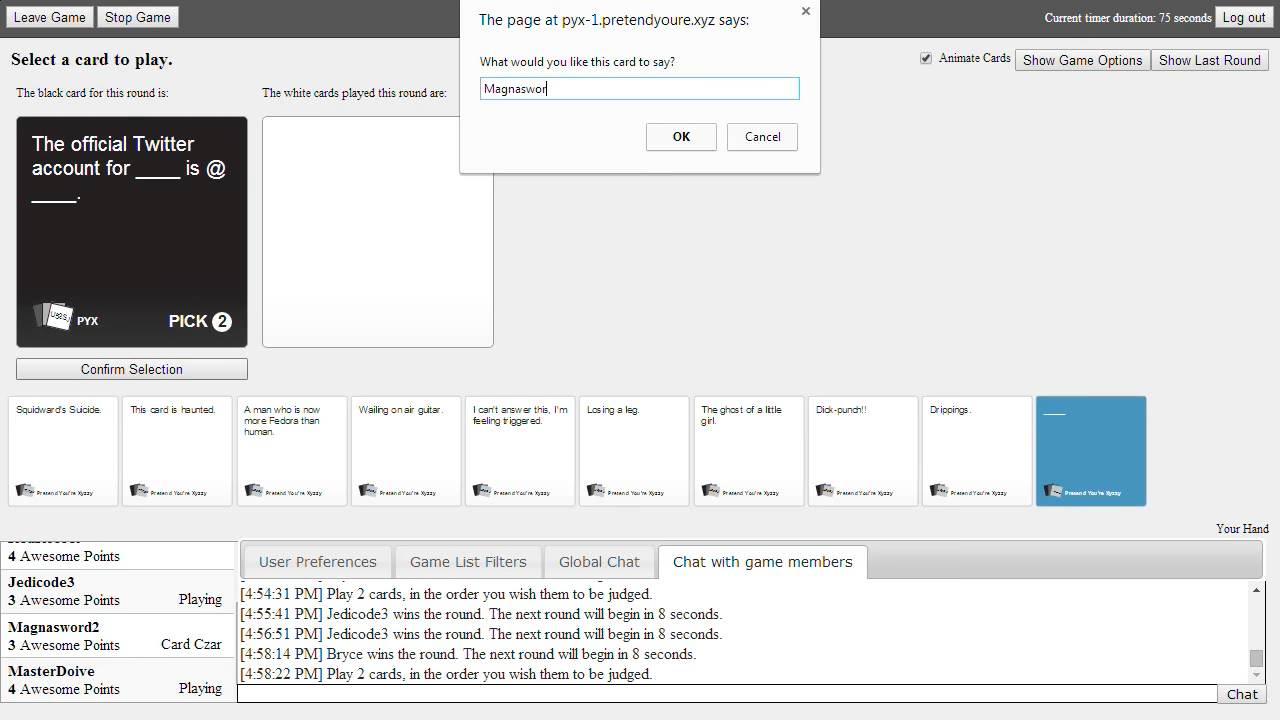 Leave Game
Stop Game
The page at pyx-1.pretendyoure.xyz says:
Current timer duration: 75 seconds
Log out
Select a card to play.
What would you like this card to say?
Animate Cards
Show Game Options
Show Last Round
Magnaswor
The black card for this round is:
The white cards played this round are:
OK
Cancel
The official Twitter
account for ____ is @
____.
PYX
PICK 2
Confirm Selection
Squidward's Suicide.
Pretend You're Xyzzy
This card is haunted.
Pretend You're Xyzzy
A man who is now
more Fedora than
human.
Pretend You're Xyzzy
Wailing on air guitar.
Pretend You're Xyzzy
I can't answer this, I'm
feeling triggered.
Pretend You're Xyzzy
Losing a leg.
Pretend You're Xyzzy
The ghost of a little
girl.
Pretend You're Xyzzy
Dick-punch!!
Pretend You're Xyzzy
Drippings.
Pretend You're Xyzzy
____
Pretend You're Xyzzy
Your Hand
4 Awesome Points
Jedicode3
3 Awesome Points
Playing
Magnasword2
3 Awesome Points
Card Czar
MasterDoive
4 Awesome Points
Playing
User Preferences
Game List Filters
Global Chat
Chat with game members
[4:54:31 PM] Play 2 cards, in the order you wish them to be judged.
[4:55:41 PM] Jedicode3 wins the round. The next round will begin in 8 seconds.
[4:56:51 PM] Jedicode3 wins the round. The next round will begin in 8 seconds.
[4:58:14 PM] Bryce wins the round. The next round will begin in 8 seconds.
[4:58:22 PM] Play 2 cards, in the order you wish them to be judged.
Chat